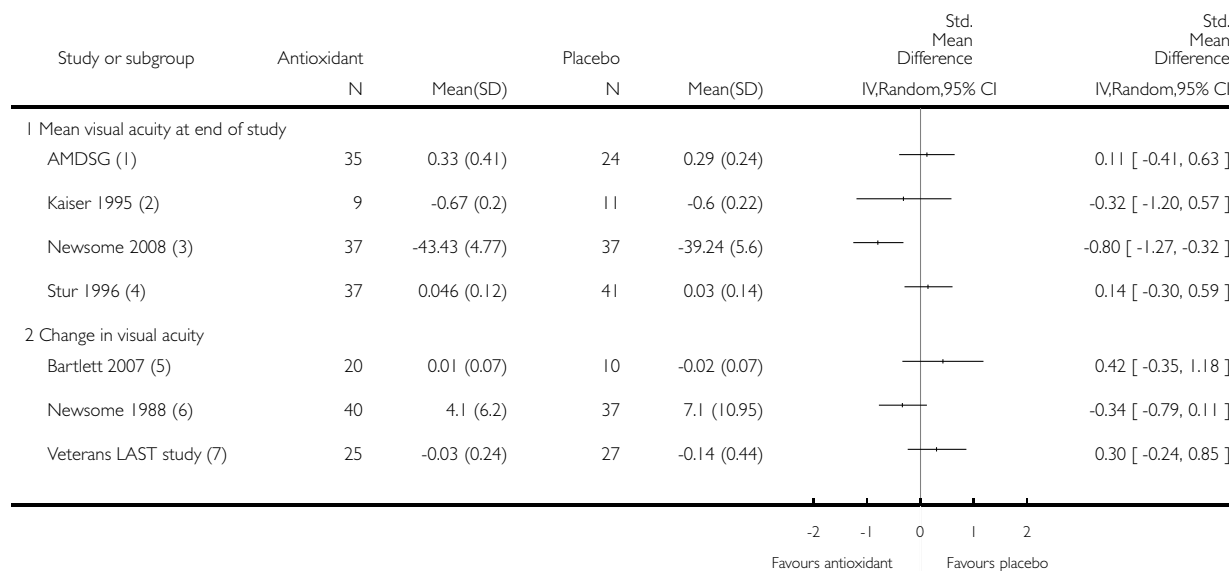 Std.
Mean
Difference
Std.
Mean
Difference
Study or subgroup Antioxidant Placebo
N Mean(SD) N Mean(SD) IV,Random,95% CI IV,Random,95% CI
1 Mean visual acuity at end of study
AMDSG (1) 35 0.33 (0.41) 24 0.29 (0.24) 0.11 [ -0.41, 0.63 ]
Kaiser 1995 (2) 9 -0.67 (0.2) 11 -0.6 (0.22) -0.32 [ -1.20, 0.57 ]
Newsome 2008 (3) 37 -43.43 (4.77) 37 -39.24 (5.6) -0.80 [ -1.27, -0.32 ]
Stur 1996 (4) 37 0.046 (0.12) 41 0.03 (0.14) 0.14 [ -0.30, 0.59 ]
2 Change in visual acuity
Bartlett 2007 (5) 20 0.01 (0.07) 10 -0.02 (0.07) 0.42 [ -0.35, 1.18 ]
Newsome 1988 (6) 40 4.1 (6.2) 37 7.1 (10.95) -0.34 [ -0.79, 0.11 ]
Veterans LAST study (7) 25 -0.03 (0.24) 27 -0.14 (0.44) 0.30 [ -0.24, 0.85 ]
-2 -1 0 1 2
Favours antioxidant Favours placebo